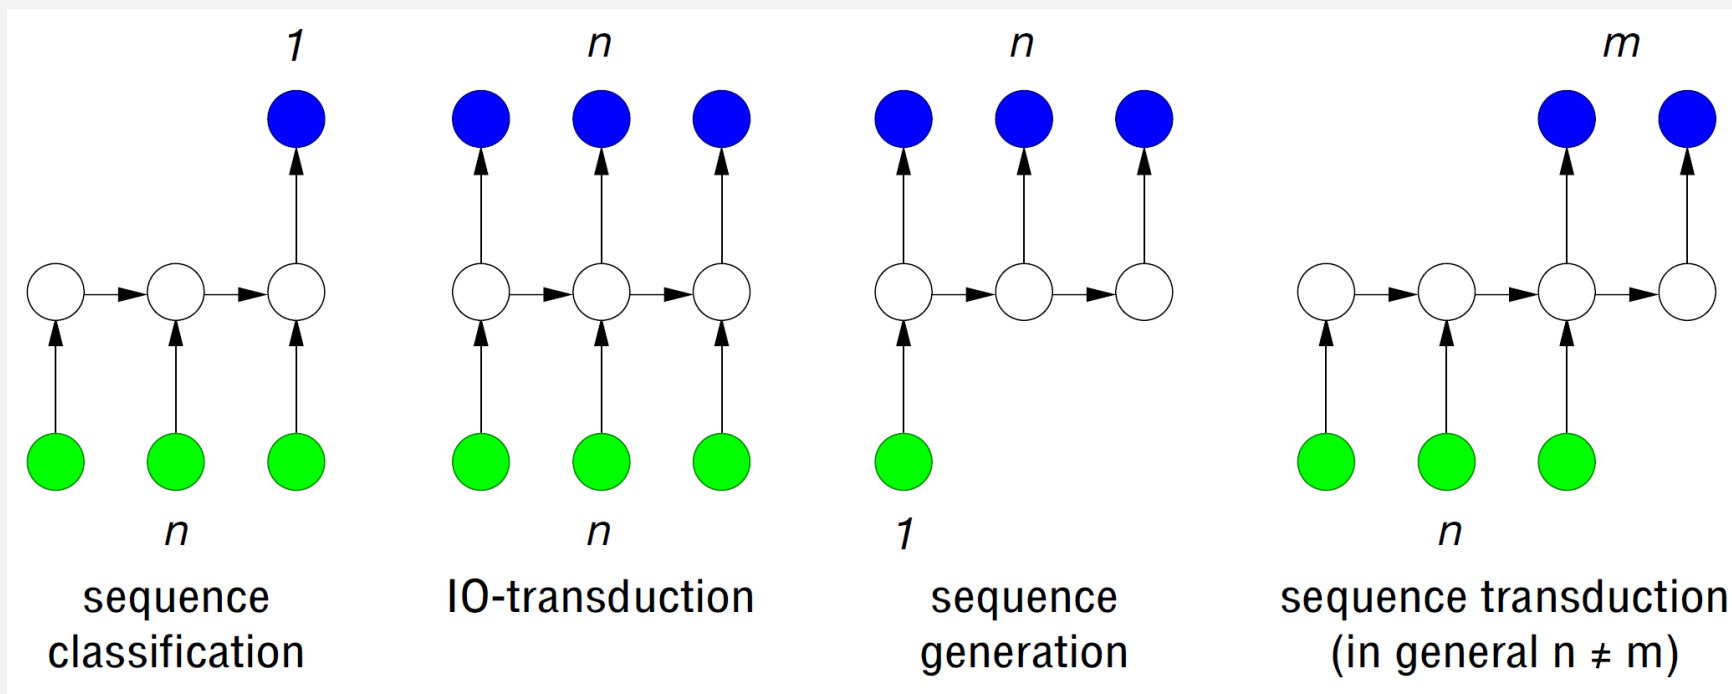 1
n
n
m
n
n
1
n
sequence
classification
IO-transduction
sequence
generation
sequence transduction
(in general n ≠ m)